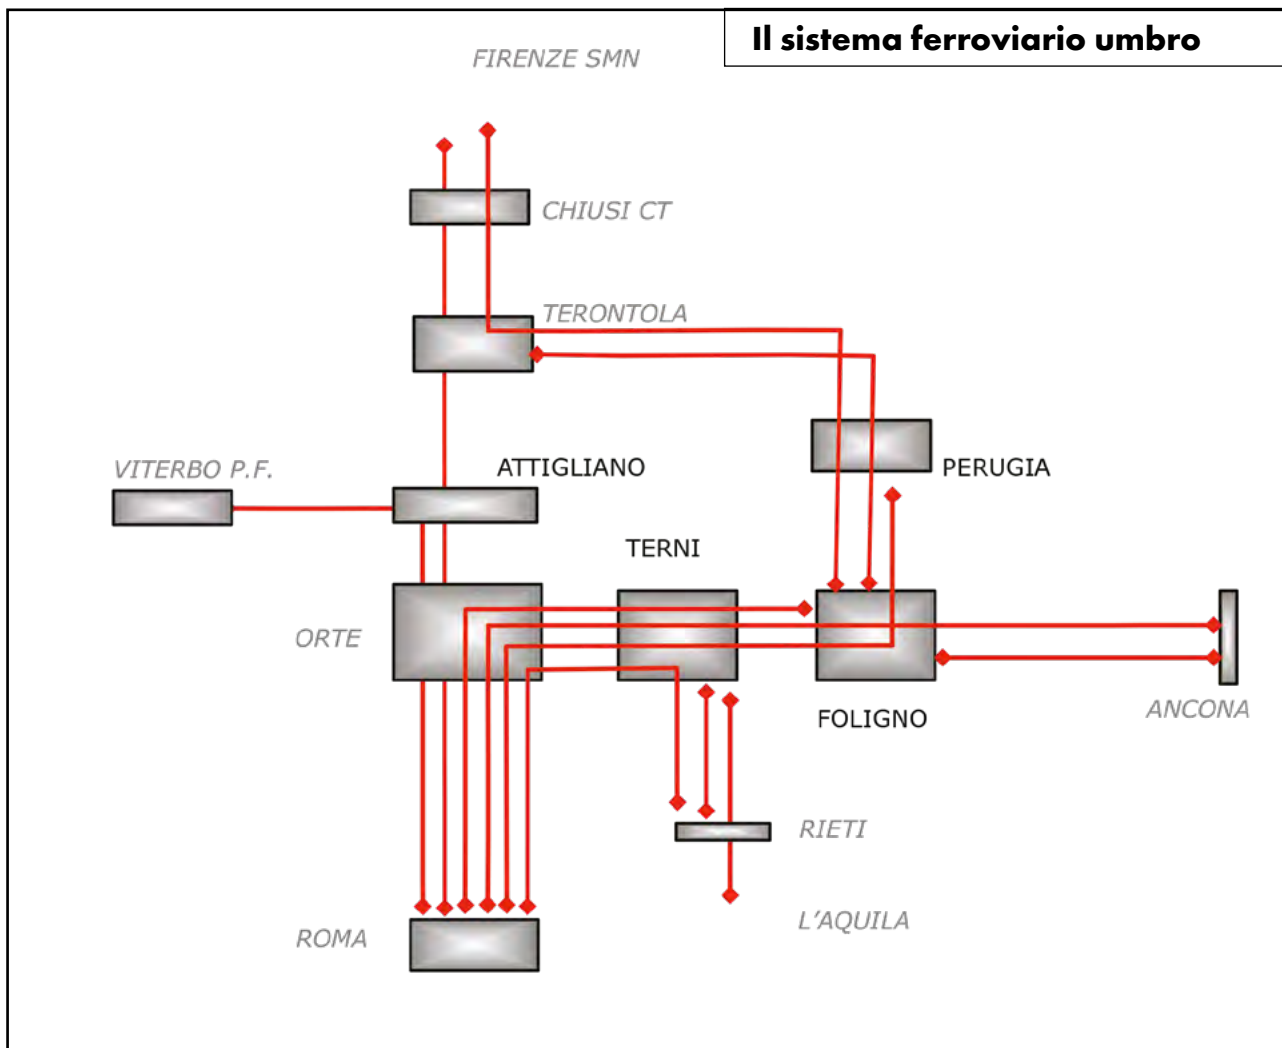 Il sistema ferroviario umbro
FIRENZE SMN
CHIUSI CT
TERONTOLA
VITERBO P.F.
ATTIGLIANO
PERUGIA
TERNI
ORTE
ANCONA
FOLIGNO
RIETI
L'AQUILA
ROMA